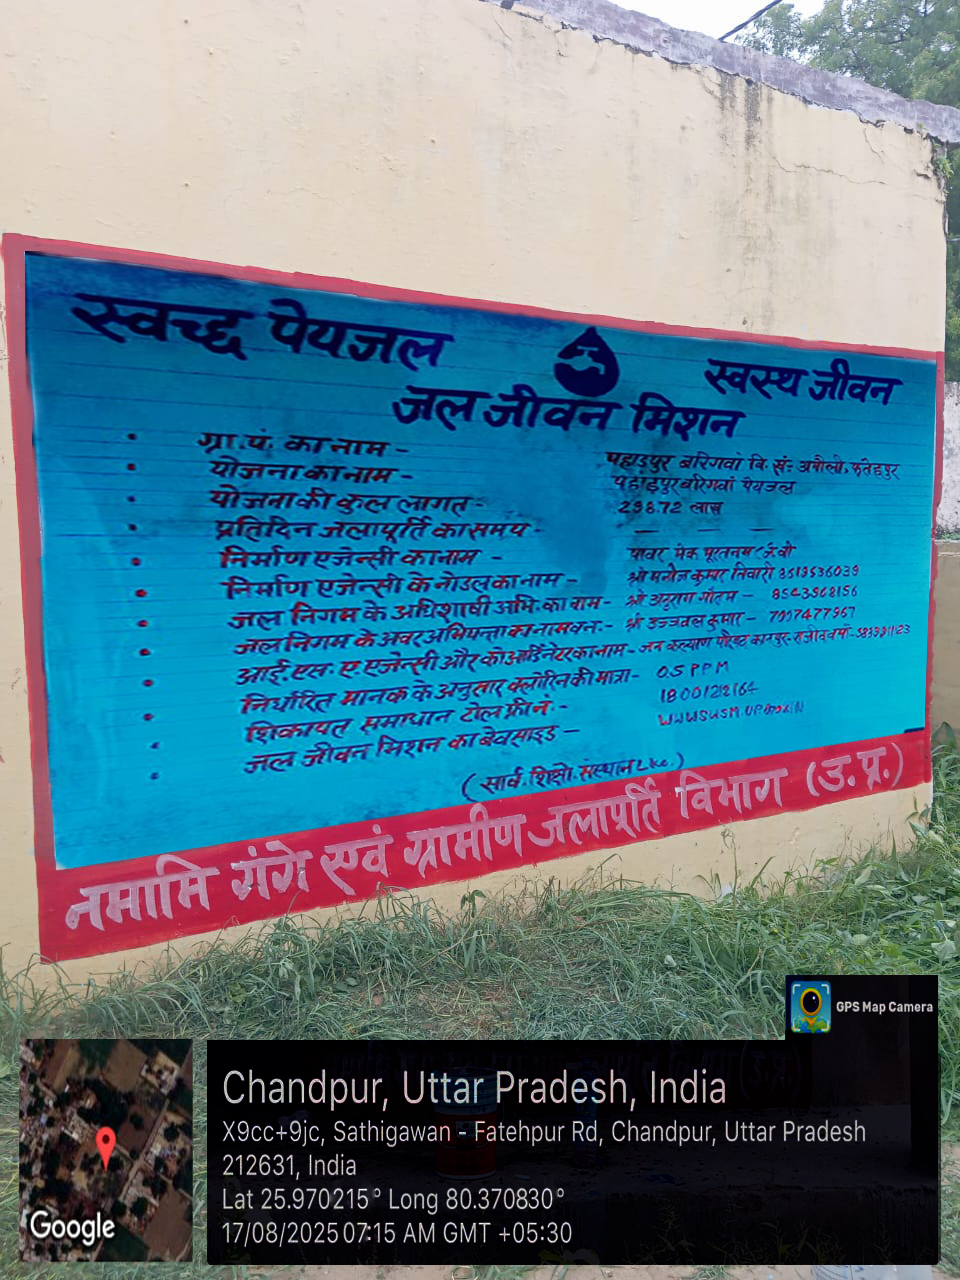 स्वच्छ पेयजल
स्वस्थ जीवन
जल जीवन मिशन
ग्रा.पं. का नाम - पहाड़पुर बरिगवां वि. सं.- अमौली, फतेहपुर
योजना का नाम - पहाड़पुर बरिगवां पेयजल
योजना की कुल लागत - 238.72 लाख
प्रतिदिन जलापूर्ति का समय - — —
निर्माण एजेन्सी का नाम - पावर मेक
निर्माण एजेन्सी के नोडल का नाम - श्री मनोज कुमार तिवारी
जल निगम के अधिशाषी अभि. का नाम- श्री अनुराग गौतम -
जल निगम के अवर अभियन्ता का नाम श्री उज्जवल कुमार - 7007477967
आई.एस.ए. एजेन्सी और कोआर्डिनेटर का नाम - जन कल्याण कानपुर-
निर्धारित मानक के अनुसार क्लोरिन की मात्रा- 0.5 PPM
शिकायत समाधान टोल फ्री नं - 18001212164
जल जीवन मिशन का बेवसाइड -
नमामि गंगे एवं ग्रामीण जलापूर्ति विभाग (उ.प्र.)
GPS Map Camera
Chandpur, Uttar Pradesh, India
X9cc+9jc, Sathigawan - Fatehpur Rd, Chandpur, Uttar Pradesh
212631, India
Lat 25.970215° Long 80.370830°
17/08/2025 07:15 AM GMT +05:30
Google